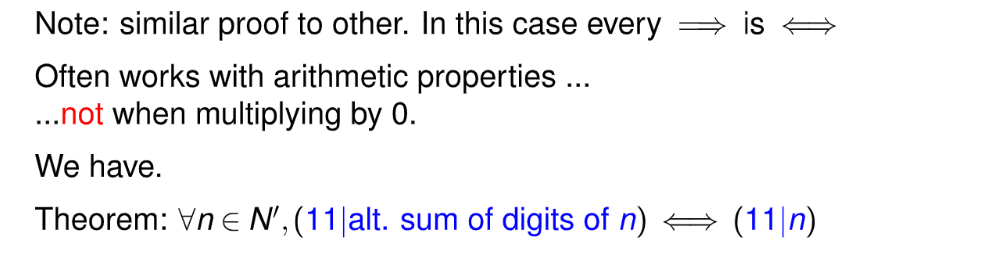 Note: similar proof to other. In this case every ⟹ is ⟺
Often works with arithmetic properties ...
...not when multiplying by 0.
We have.
Theorem: ∀n ∈ N′,(11|alt. sum of digits of n) ⟺ (11|n)